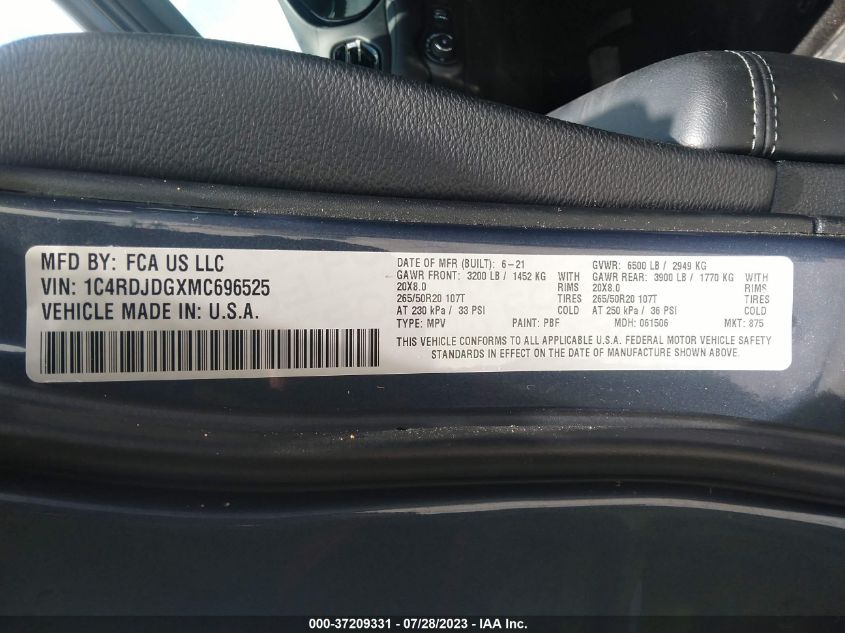 MFD BY: FCA US LLC
VIN: 1C4RDJDGXMC696525
VEHICLE MADE IN: U.S.A.
DATE OF MFR (BUILT): 6-21 GVWR: 6500 LB / 2949 KG
GAWR FRONT: 3200 LB / 1452 KG GAWR REAR: 3900 LB / 1770 KG
20X8.0 RIMS 20X8.0 RIMS
265/50R20 107T TIRES 265/50R20 107T TIRES
AT 230 kPa / 33 PSI COLD AT 250 kPa / 36 PSI COLD
TYPE: MPV PAINT: PBF MDH: 061506 MKT: 875
THIS VEHICLE CONFORMS TO ALL APPLICABLE U.S.A. FEDERAL MOTOR VEHICLE SAFETY
STANDARDS IN EFFECT ON THE DATE OF MANUFACTURE SHOWN ABOVE.
000-37209331 / 07/28/2023 - IAA Inc.